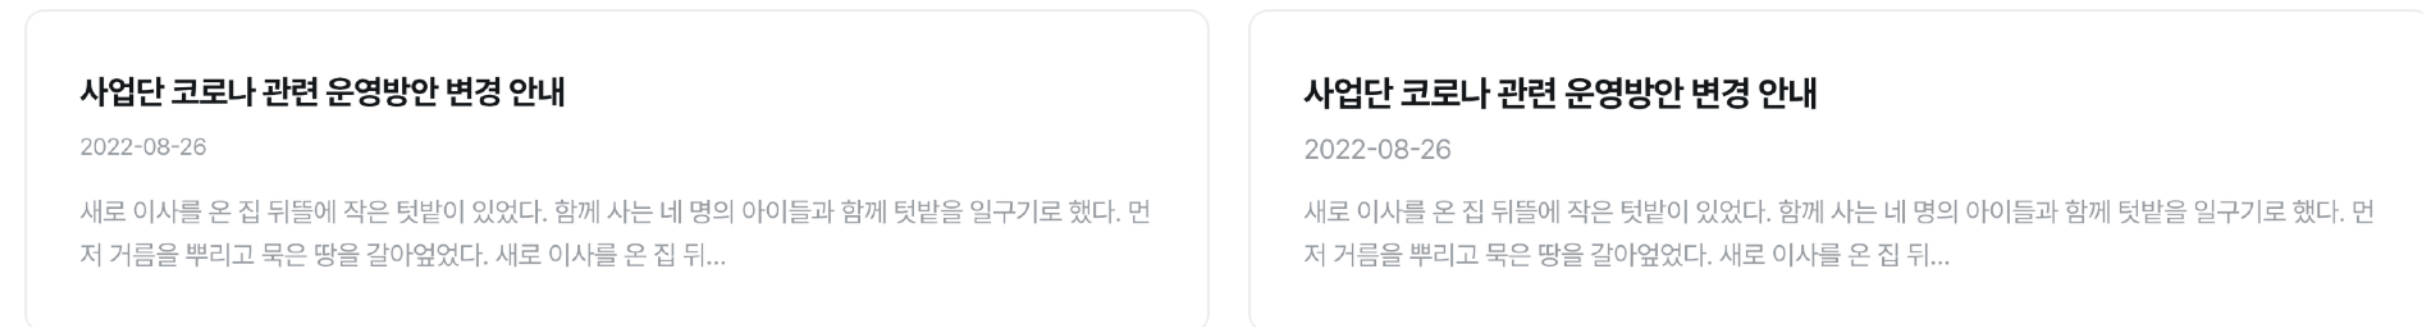 사업단 코로나 관련 운영방안 변경 안내
2022-08-26
새로 이사를 온 집 뒤뜰에 작은 텃밭이 있었다. 함께 사는 네 명의 아이들과 함께 텃밭을 일구기로 했다. 먼
저 거름을 뿌리고 묵은 땅을 갈아엎었다. 새로 이사를 온 집 뒤...
사업단 코로나 관련 운영방안 변경 안내
2022-08-26
새로 이사를 온 집 뒤뜰에 작은 텃밭이 있었다. 함께 사는 네 명의 아이들과 함께 텃밭을 일구기로 했다. 먼
저 거름을 뿌리고 묵은 땅을 갈아엎었다. 새로 이사를 온 집 뒤...